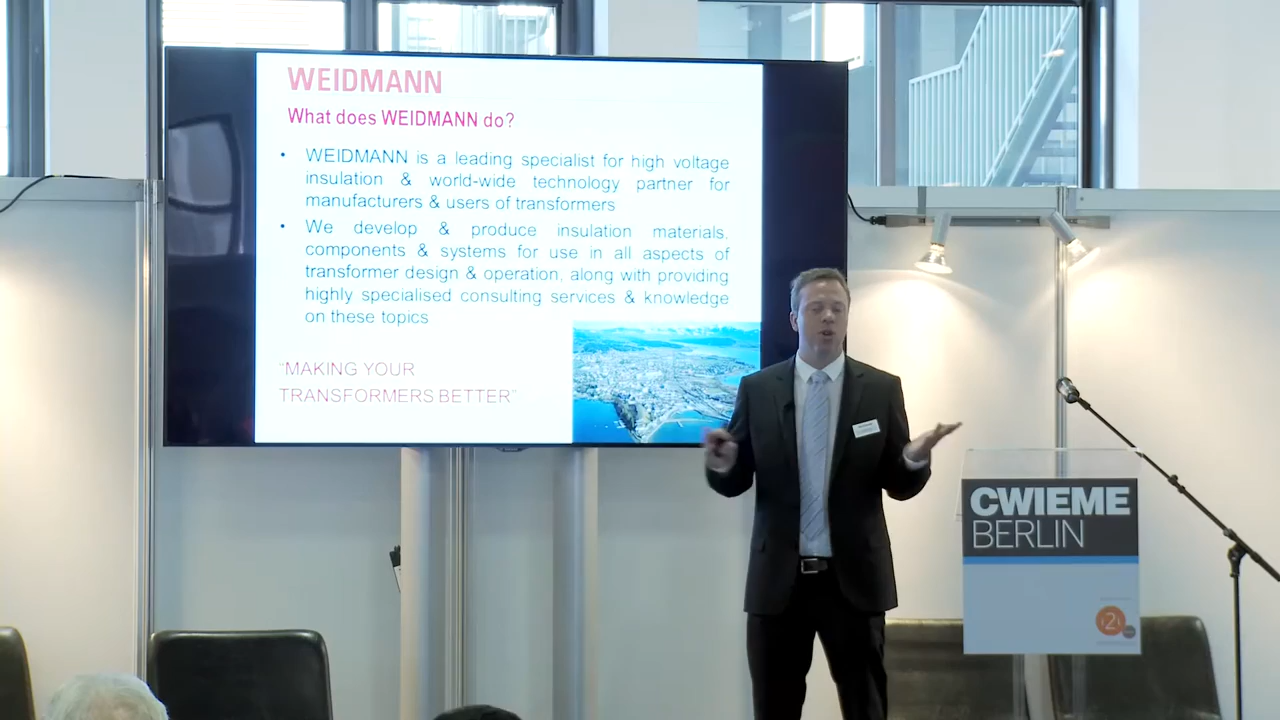 WEIDMANN
What does WEIDMANN do?
• WEIDMANN is a leading specialist for high voltage
insulation & world-wide technology partner for
manufacturers & users of transformers
• We develop & produce insulation materials,
components & systems for use in all aspects of
transformer design & operation, along with providing
highly specialised consulting services & knowledge
on these topics
"MAKING YOUR
TRANSFORMERS BETTER"
CWIEME
BERLIN
i2i